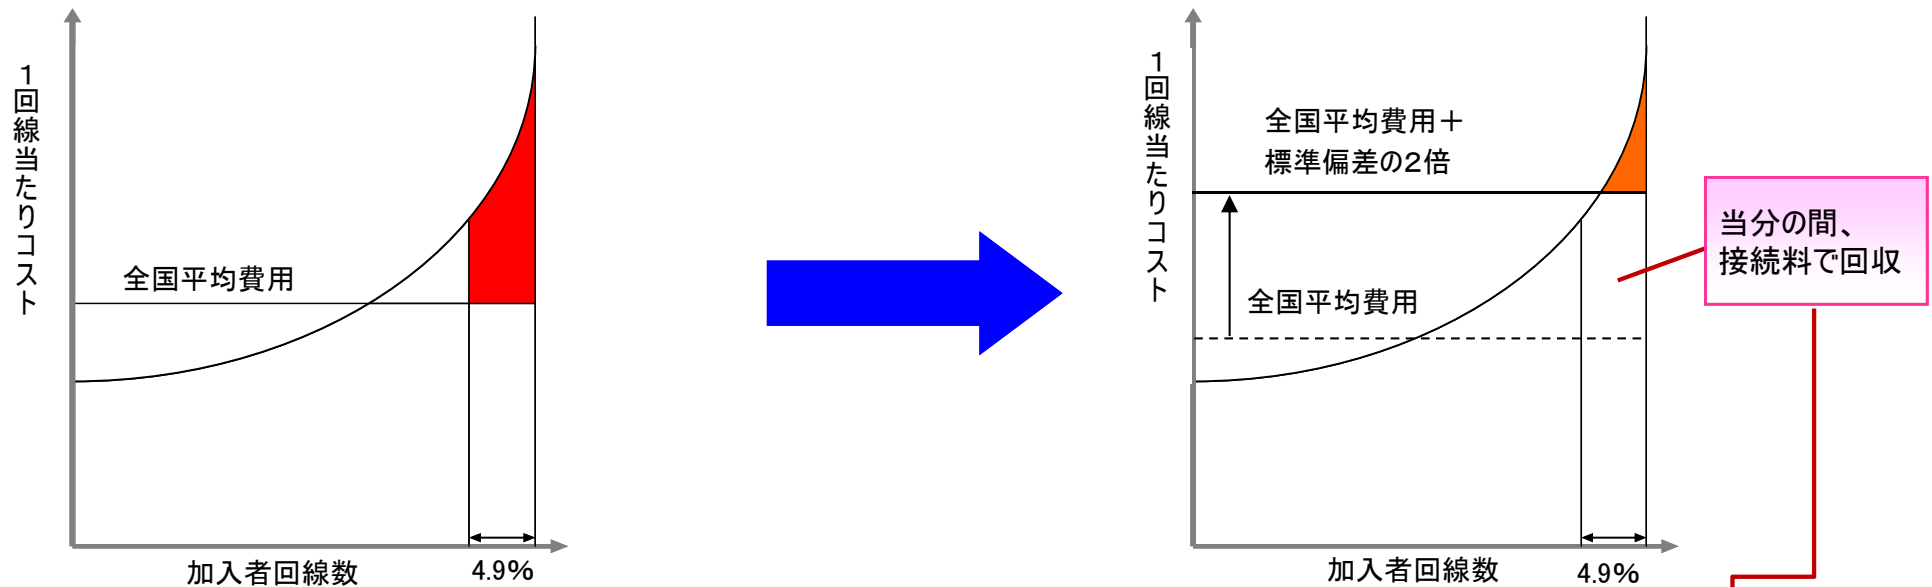 1回線当たりコスト
全国平均費用
加入者回線数
4.9%
1回線当たりコスト
全国平均費用+
標準偏差の2倍
全国平均費用
加入者回線数
4.9%
当分の間、
接続料で回収